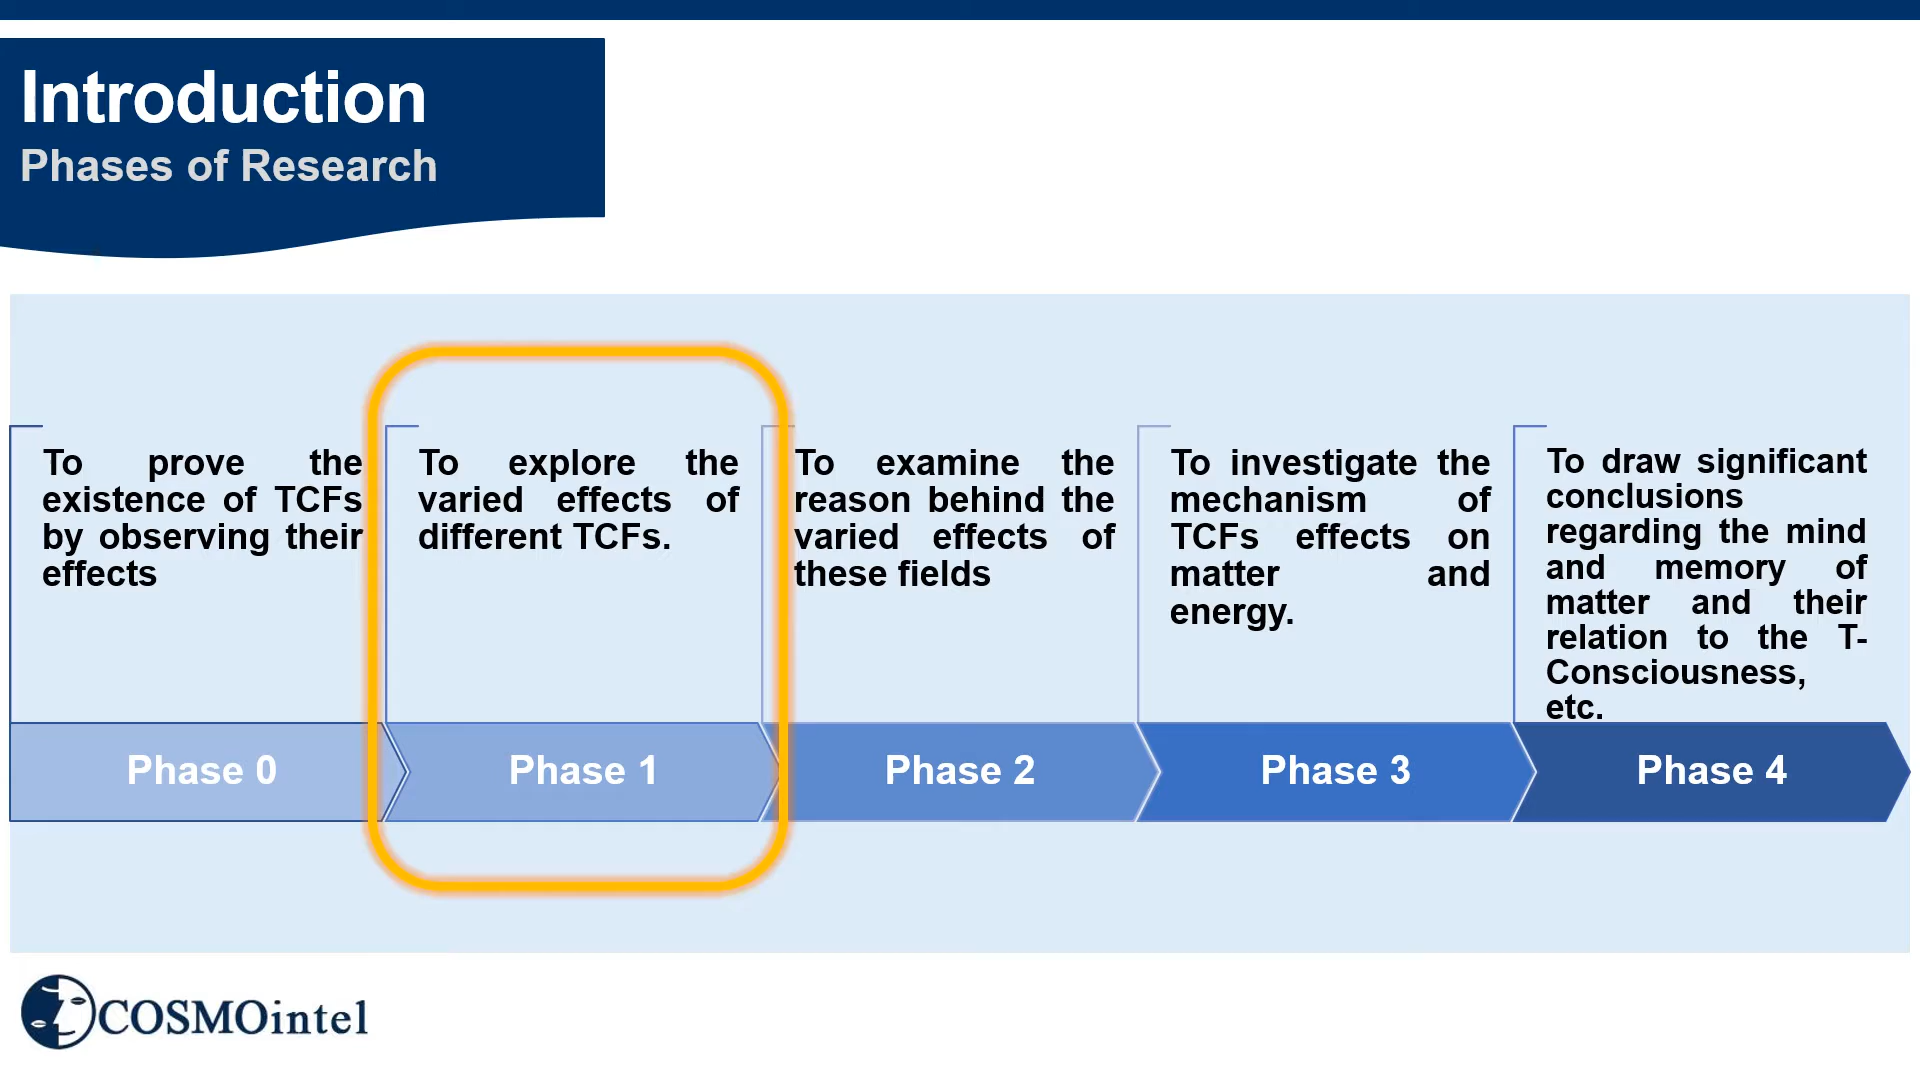 Introduction
Phases of Research
To prove the
existence of TCFs
by observing their
effects
To explore the
varied effects of
different TCFs.
To examine the
reason behind the
varied effects of
these fields
To investigate the
mechanism of
TCFs effects on
matter and
energy.
To draw significant
conclusions
regarding the mind
and memory of
matter and their
relation to the T-
Consciousness,
etc.
Phase 0
Phase 1
Phase 2
Phase 3
Phase 4
COSMOintel